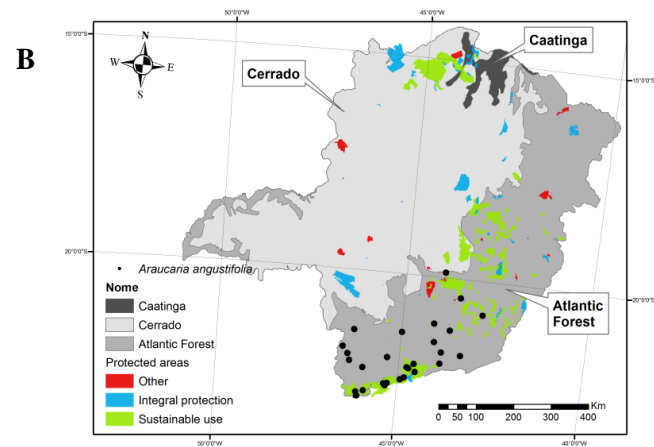 B
50°0'0"W
45°0'0"W
15°0'0"S
N
W E
S
Caatinga
Cerrado
15°0'0"S
20°0'0"S
20°0'0"S
Araucaria angustifolia
Nome
Caatinga
Cerrado
Atlantic Forest
Protected areas
Other
Integral protection
Sustainable use
Atlantic
Forest
Km
0 50 100 200 300 400
50°0'0"W
45°0'0"W
40°0'0"W